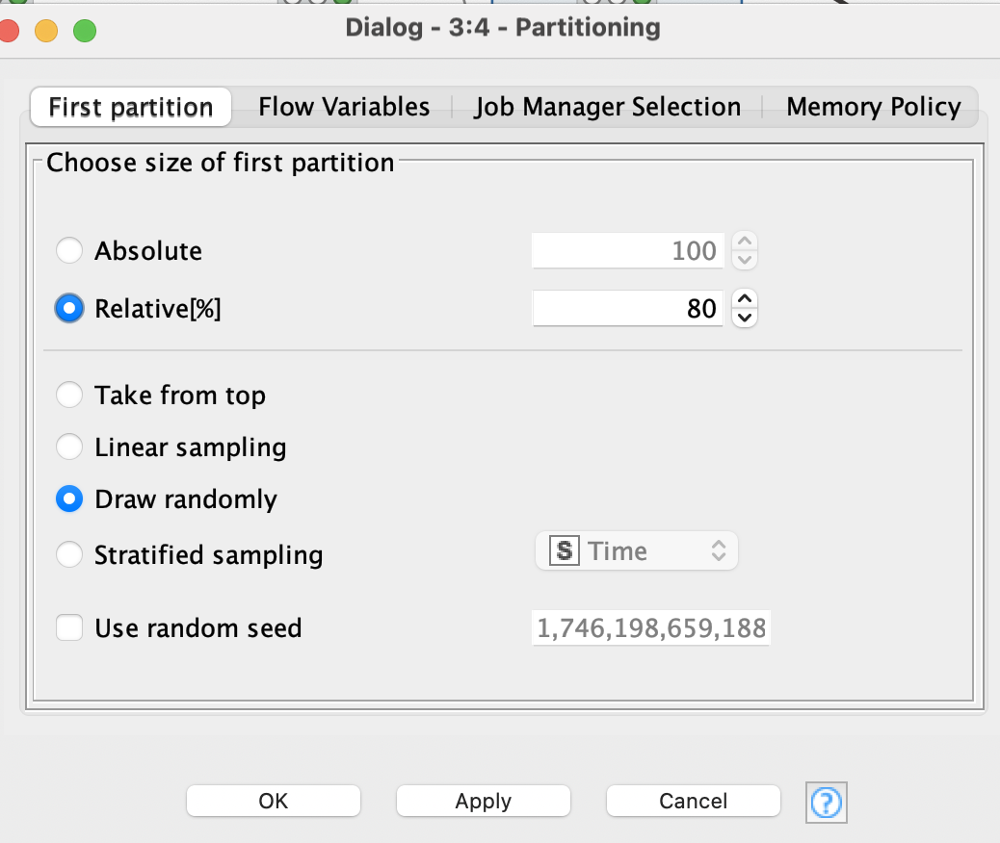 Dialog - 3:4 - Partitioning
First partition Flow Variables Job Manager Selection Memory Policy
Choose size of first partition
Absolute 100
Relative[%] 80
Take from top
Linear sampling
Draw randomly
Stratified sampling S Time
Use random seed 1,746,198,659,188
OK Apply Cancel ?